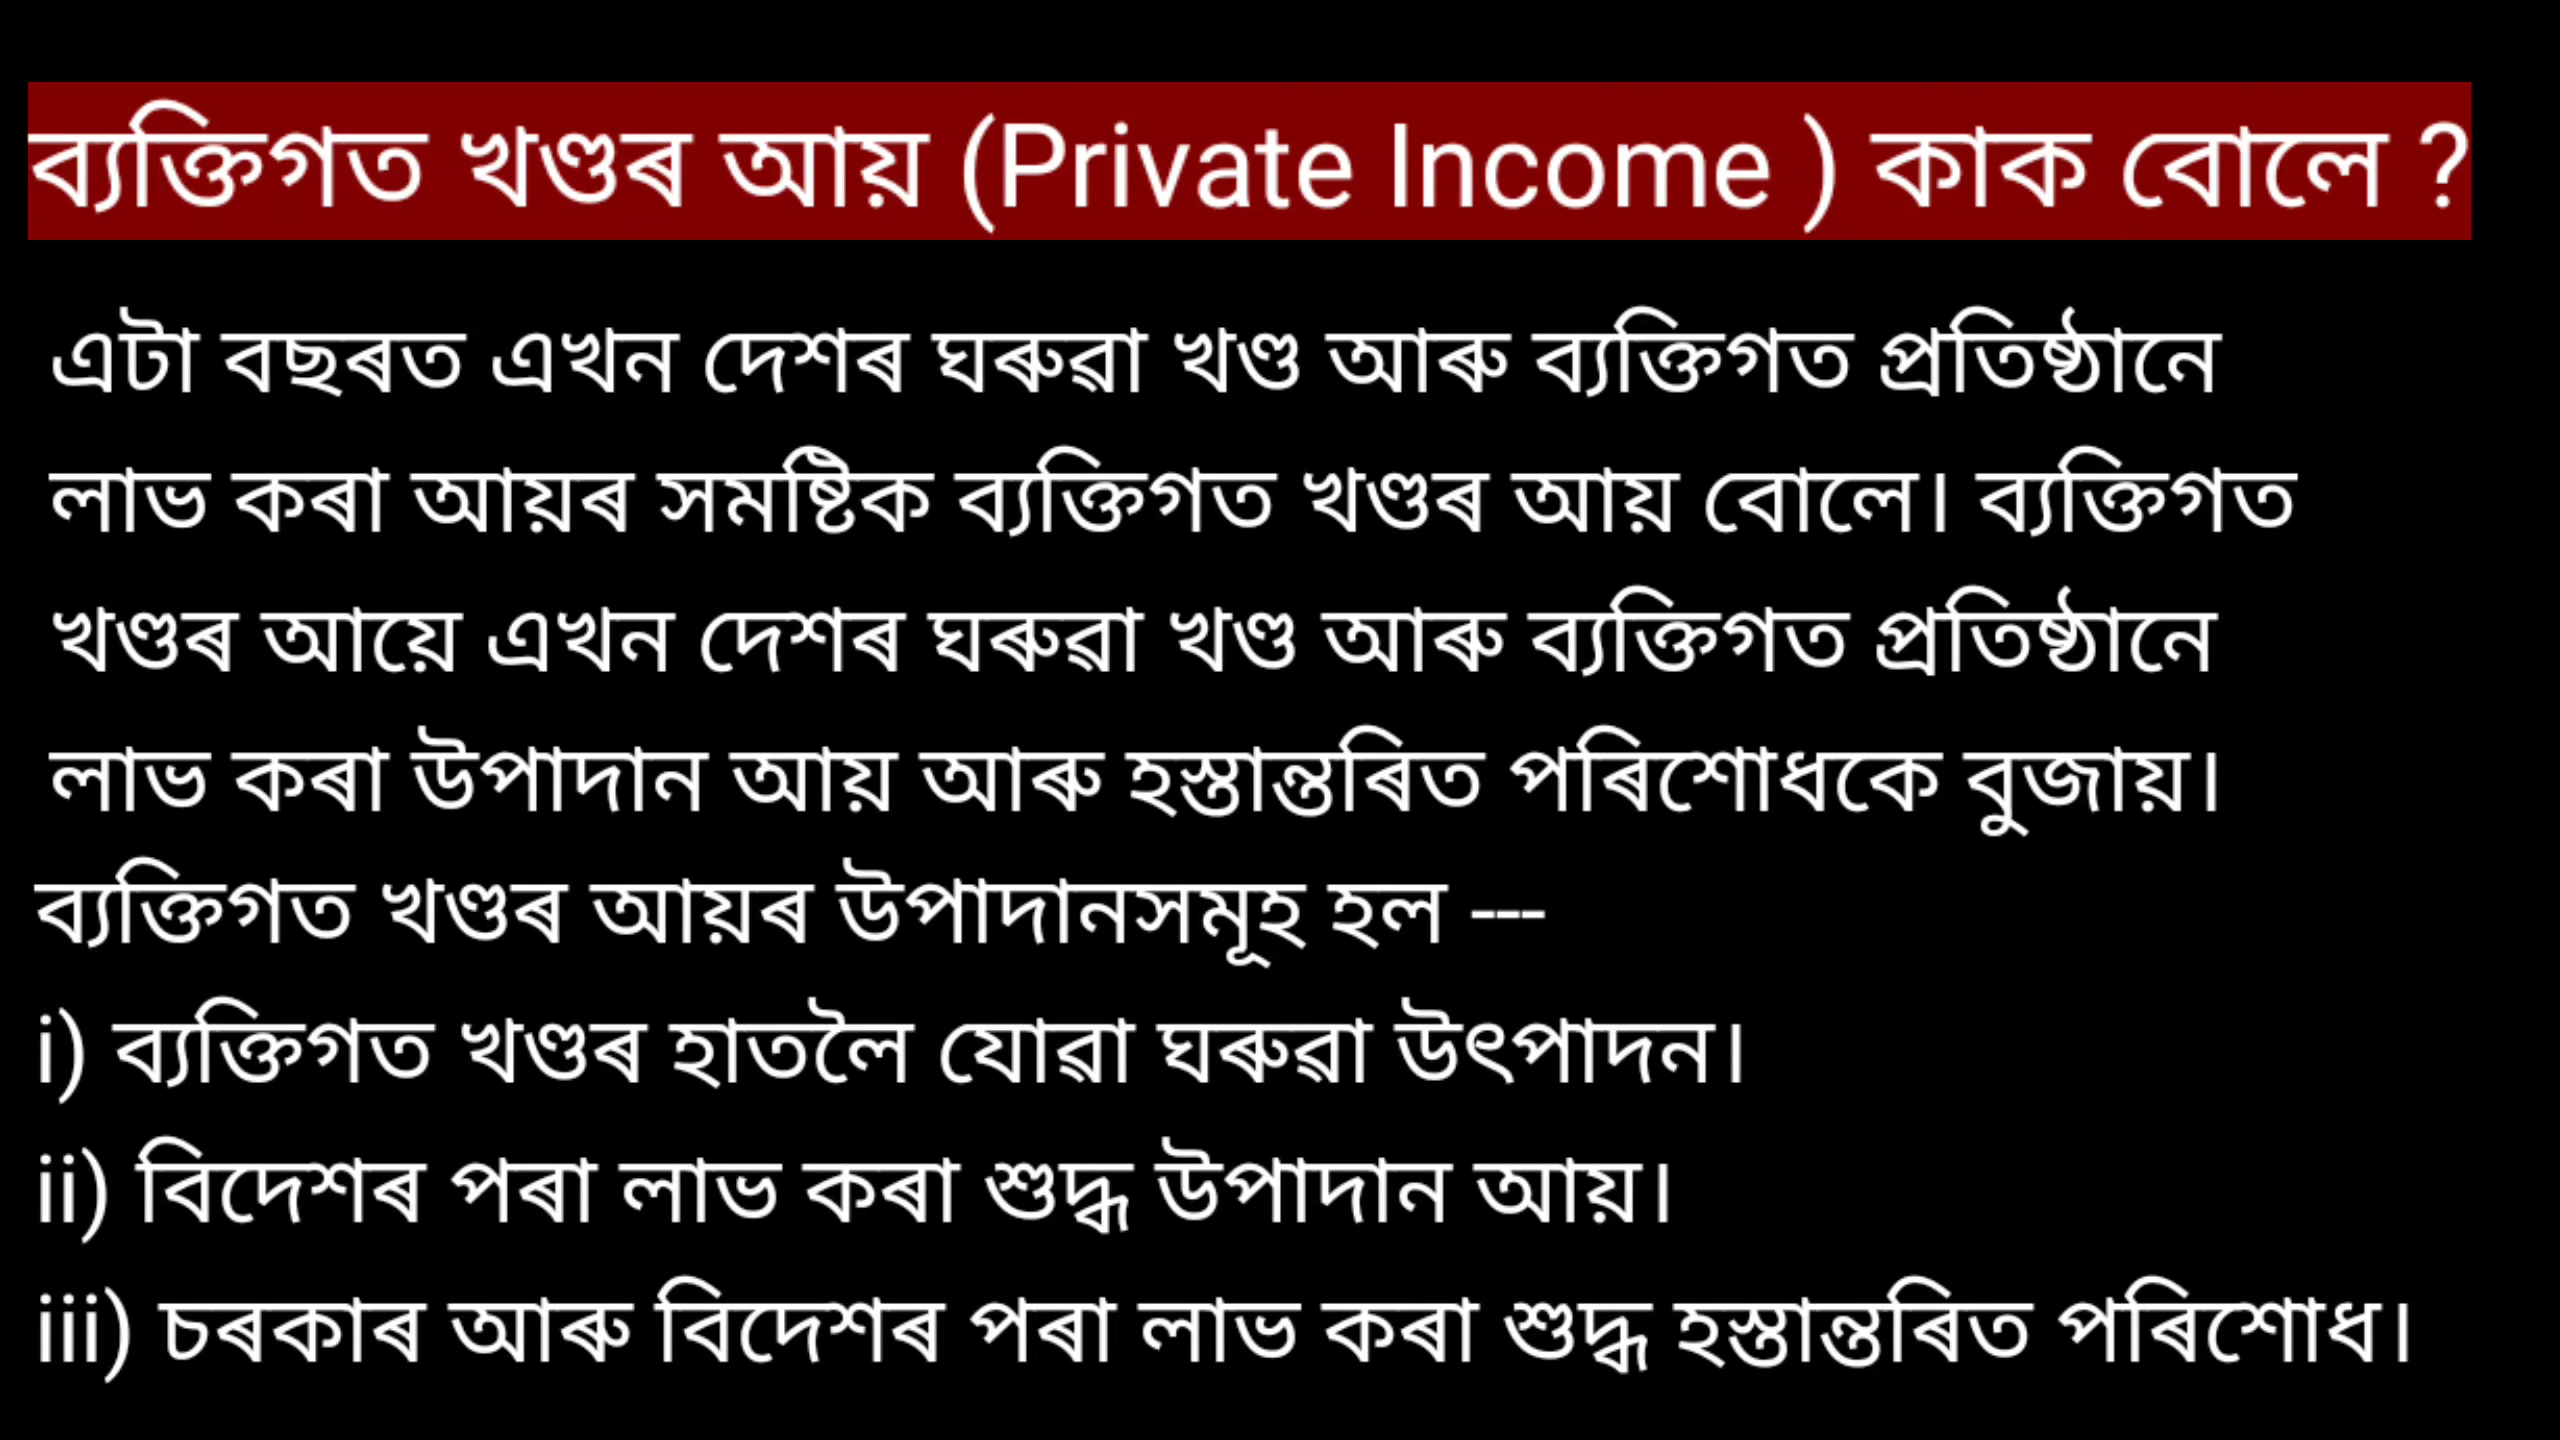 ব্যক্তিগত খণ্ডৰ আয় (Private Income ) কাক বোলে ?
এটা বছৰত এখন দেশৰ ঘৰুৱা খণ্ড আৰু ব্যক্তিগত প্ৰতিষ্ঠানে
লাভ কৰা আয়ৰ সমষ্টিক ব্যক্তিগত খণ্ডৰ আয় বোলে। ব্যক্তিগত
খণ্ডৰ আয়ে এখন দেশৰ ঘৰুৱা খণ্ড আৰু ব্যক্তিগত প্ৰতিষ্ঠানে
লাভ কৰা উপাদান আয় আৰু হস্তান্তৰিত পৰিশোধকে বুজায়।
ব্যক্তিগত খণ্ডৰ আয়ৰ উপাদানসমূহ হল ---
i) ব্যক্তিগত খণ্ডৰ হাতলৈ যোৱা ঘৰুৱা উৎপাদন।
ii) বিদেশৰ পৰা লাভ কৰা শুদ্ধ উপাদান আয়।
iii) চৰকাৰ আৰু বিদেশৰ পৰা লাভ কৰা শুদ্ধ হস্তান্তৰিত পৰিশোধ।